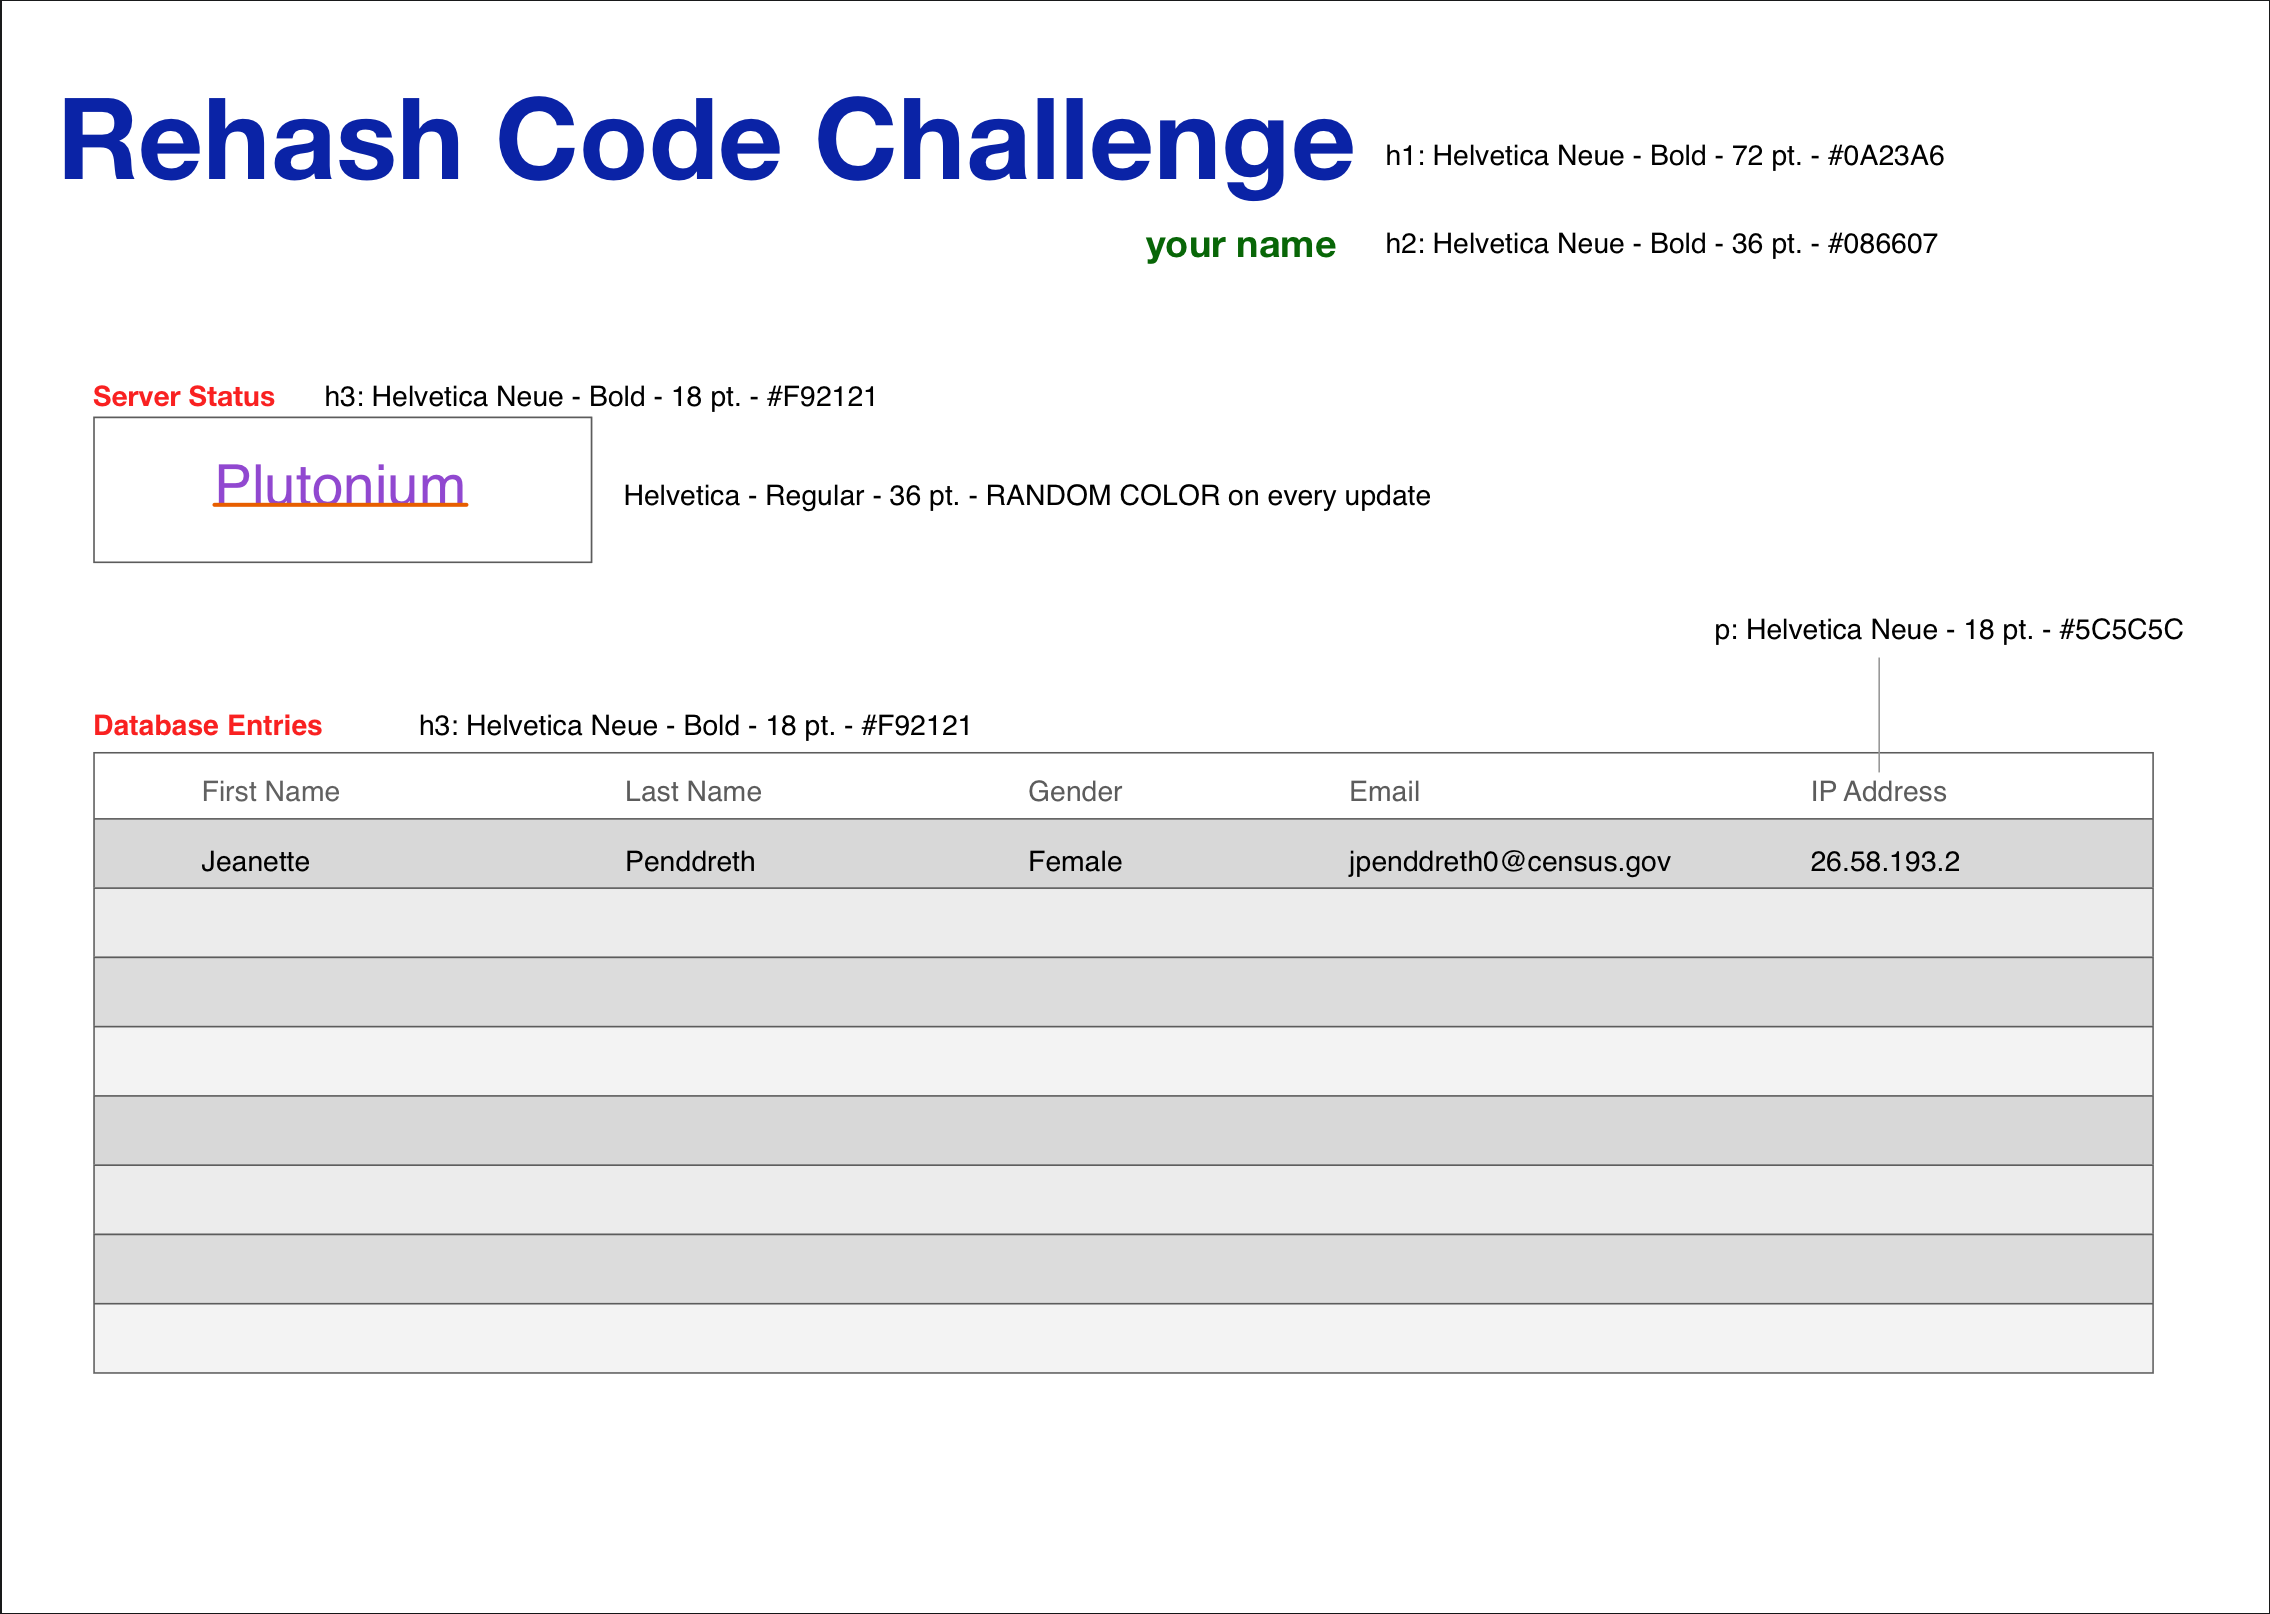 Rehash Code Challenge h1: Helvetica Neue - Bold - 72 pt. - #0A23A6
your name h2: Helvetica Neue - Bold - 36 pt. - #086607
Server Status h3: Helvetica Neue - Bold - 18 pt. - #F92121
Plutonium Helvetica - Regular - 36 pt. - RANDOM COLOR on every update
p: Helvetica Neue - 18 pt. - #5C5C5C
Database Entries h3: Helvetica Neue - Bold - 18 pt. - #F92121
First Name Last Name Gender Email IP Address
Jeanette Penddreth Female jpenddreth0@census.gov 26.58.193.2